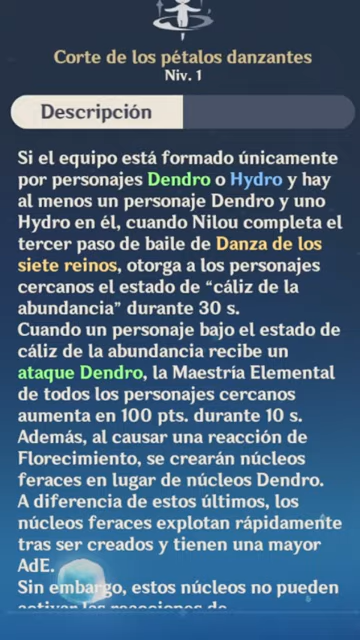 Corte de los pétalos danzantes
Niv. 1
Descripción
Si el equipo está formado únicamente
por personajes Dendro o Hydro y hay
al menos un personaje Dendro y uno
Hydro en él, cuando Nilou completa el
tercer paso de baile de Danza de los
siete reinos, otorga a los personajes
cercanos el estado de “cáliz de la
abundancia” durante 30 s.
Cuando un personaje bajo el estado de
cáliz de la abundancia recibe un
ataque Dendro, la Maestría Elemental
de todos los personajes cercanos
aumenta en 100 pts. durante 10 s.
Además, al causar una reacción de
Florecimiento, se crearán núcleos
feraces en lugar de núcleos Dendro.
A diferencia de estos últimos, los
núcleos feraces explotan rápidamente
tras ser creados y tienen una mayor
AdE.
Sin embargo, estos núcleos no pueden
activar las reacciones de